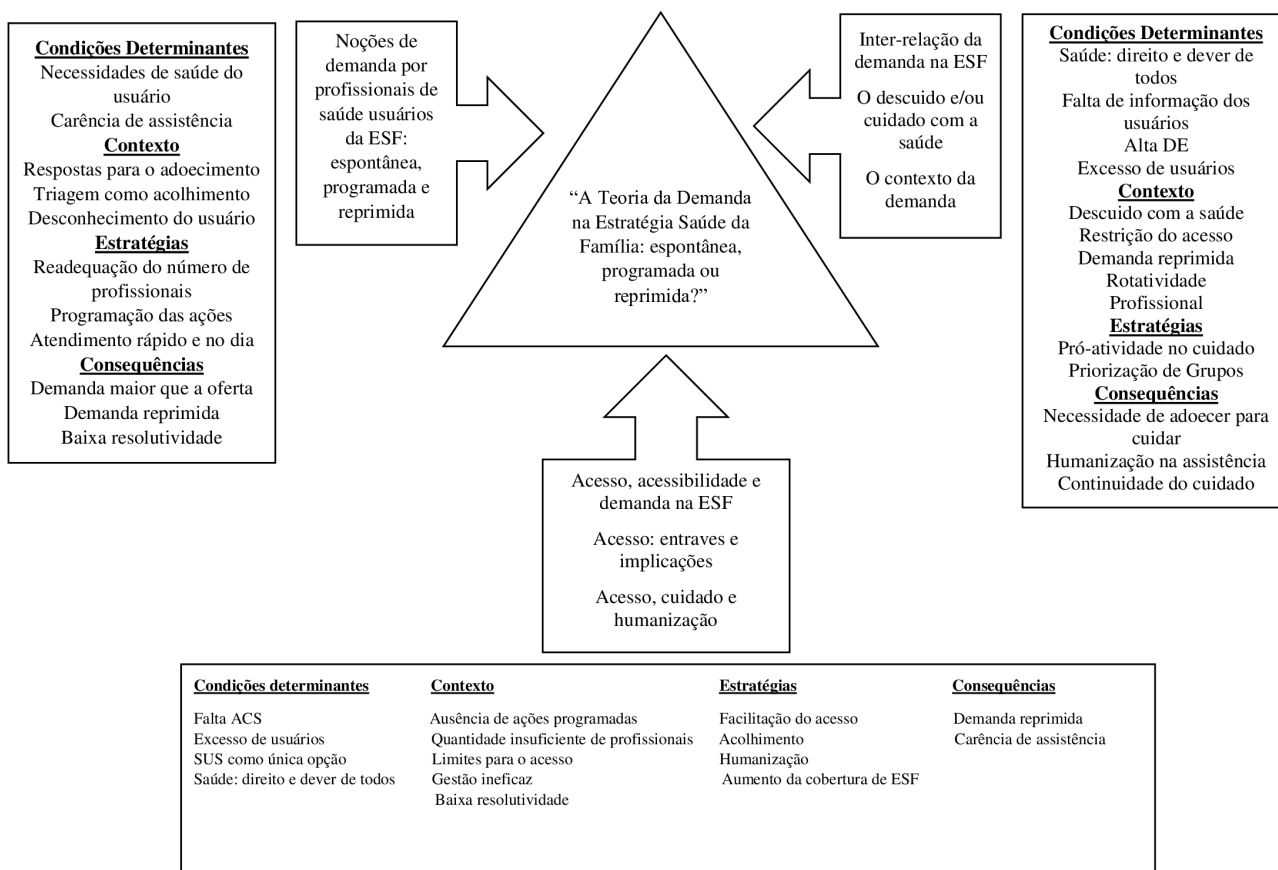 Condições Determinantes
Necessidades de saúde do
usuário
Carência de assistência
Contexto
Respostas para o adoecimento
Triagem como acolhimento
Desconhecimento do usuário
Estratégias
Readequação do número de
profissionais
Programação das ações
Atendimento rápido e no dia
Consequências
Demanda maior que a oferta
Demanda reprimida
Baixa resolutividade
Noções de
demanda por
profissionais de
saúde usuários
da ESF:
espontânea,
programada e
reprimida
“A Teoria da Demanda
na Estratégia Saúde da
Família: espontânea,
programada ou
reprimida?”
Inter-relação da
demanda na ESF
O descuido e/ou
cuidado com a
saúde
O contexto da
demanda
Condições Determinantes
Saúde: direito e dever de
todos
Falta de informação dos
usuários
Alta DE
Excesso de usuários
Contexto
Descuido com a saúde
Restrição do acesso
Demanda reprimida
Rotatividade
Profissional
Estratégias
Pró-atividade no cuidado
Priorização de Grupos
Consequências
Necessidade de adoecer para
cuidar
Humanização na assistência
Continuidade do cuidado
Acesso, acessibilidade e
demanda na ESF
Acesso: entraves e
implicações
Acesso, cuidado e
humanização
Condições determinantes
Falta ACS
Excesso de usuários
SUS como única opção
Saúde: direito e dever de todos
Contexto
Ausência de ações programadas
Quantidade insuficiente de profissionais
Limites para o acesso
Gestão ineficaz
Baixa resolutividade
Estratégias
Facilitação do acesso
Acolhimento
Humanização
Aumento da cobertura de ESF
Consequências
Demanda reprimida
Carência de assistência